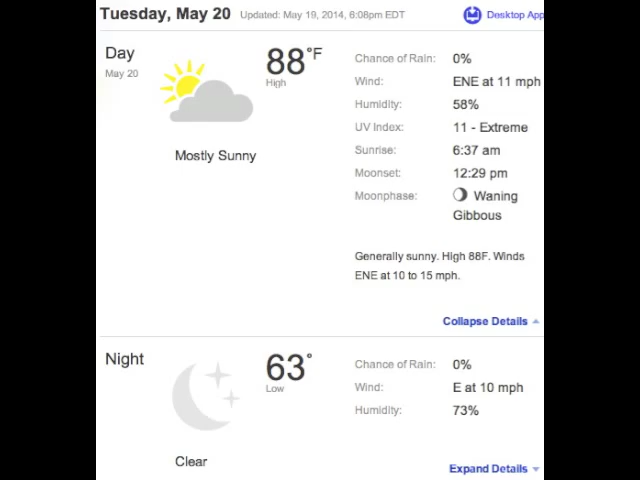 Tuesday, May 20 Updated: May 19, 2014, 6:08pm EDT Desktop App
Day
May 20
88°F
High
Mostly Sunny
Chance of Rain: 0%
Wind: ENE at 11 mph
Humidity: 58%
UV Index: 11 - Extreme
Sunrise: 6:37 am
Moonset: 12:29 pm
Moonphase: Waning
Gibbous
Generally sunny. High 88F. Winds
ENE at 10 to 15 mph.
Collapse Details
Night
63°
Low
Clear
Chance of Rain: 0%
Wind: E at 10 mph
Humidity: 73%
Expand Details